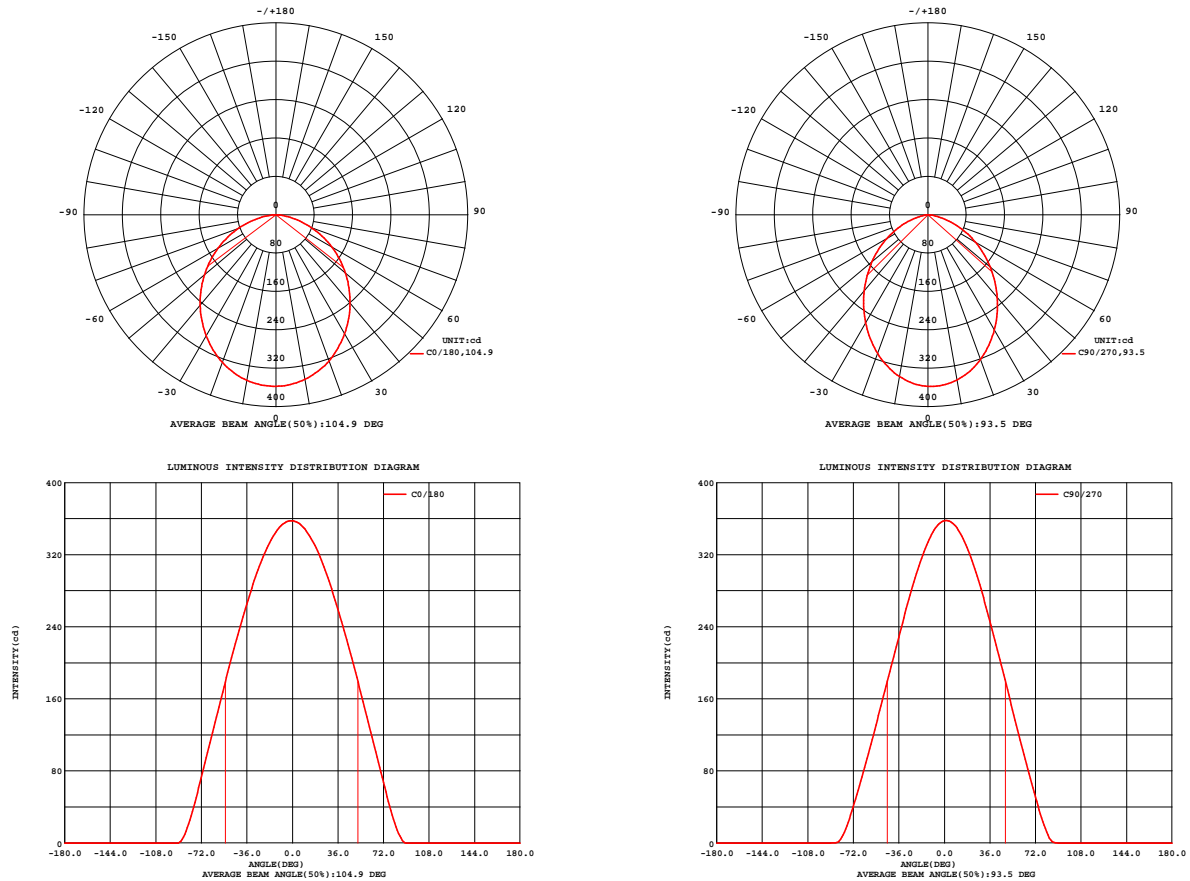 -/+180
-150 150
-120 120
-90 0 90
80
160
-60 240 60
UNIT:cd
320 C0/180,104.9
-30 30
400
0
AVERAGE BEAM ANGLE(50%):104.9 DEG
-/+180
-150 150
-120 120
-90 0 90
80
160
-60 240 60
UNIT:cd
320 C90/270,93.5
-30 30
400
0
AVERAGE BEAM ANGLE(50%):93.5 DEG
LUMINOUS INTENSITY DISTRIBUTION DIAGRAM
400
C0/180
320
240
INTENSITY(cd)
160
80
0
-180.0 -144.0 -108.0 -72.0 -36.0 0.0 36.0 72.0 108.0 144.0 180.0
ANGLE(DEG)
AVERAGE BEAM ANGLE(50%):104.9 DEG
LUMINOUS INTENSITY DISTRIBUTION DIAGRAM
400
C90/270
320
240
INTENSITY(cd)
160
80
0
-180.0 -144.0 -108.0 -72.0 -36.0 0.0 36.0 72.0 108.0 144.0 180.0
ANGLE(DEG)
AVERAGE BEAM ANGLE(50%):93.5 DEG